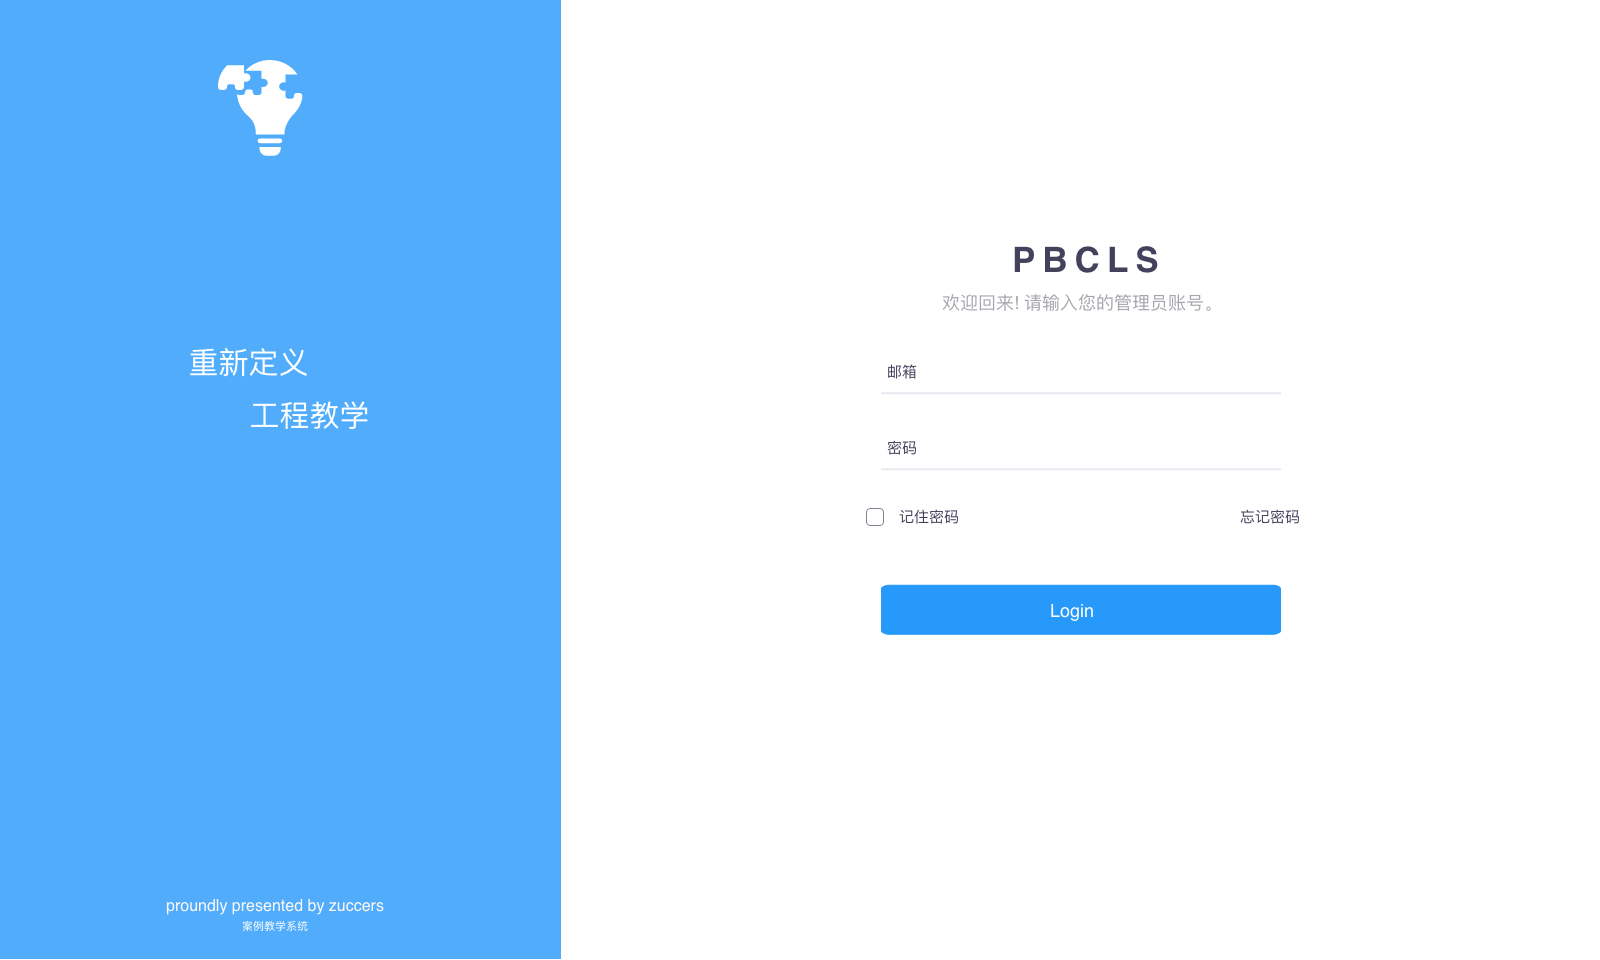 重新定义
工程教学
proundly presented by zuccers
案例教学系统
PBCLS
欢迎回来! 请输入您的管理员账号。
邮箱
密码
记住密码
忘记密码
Login